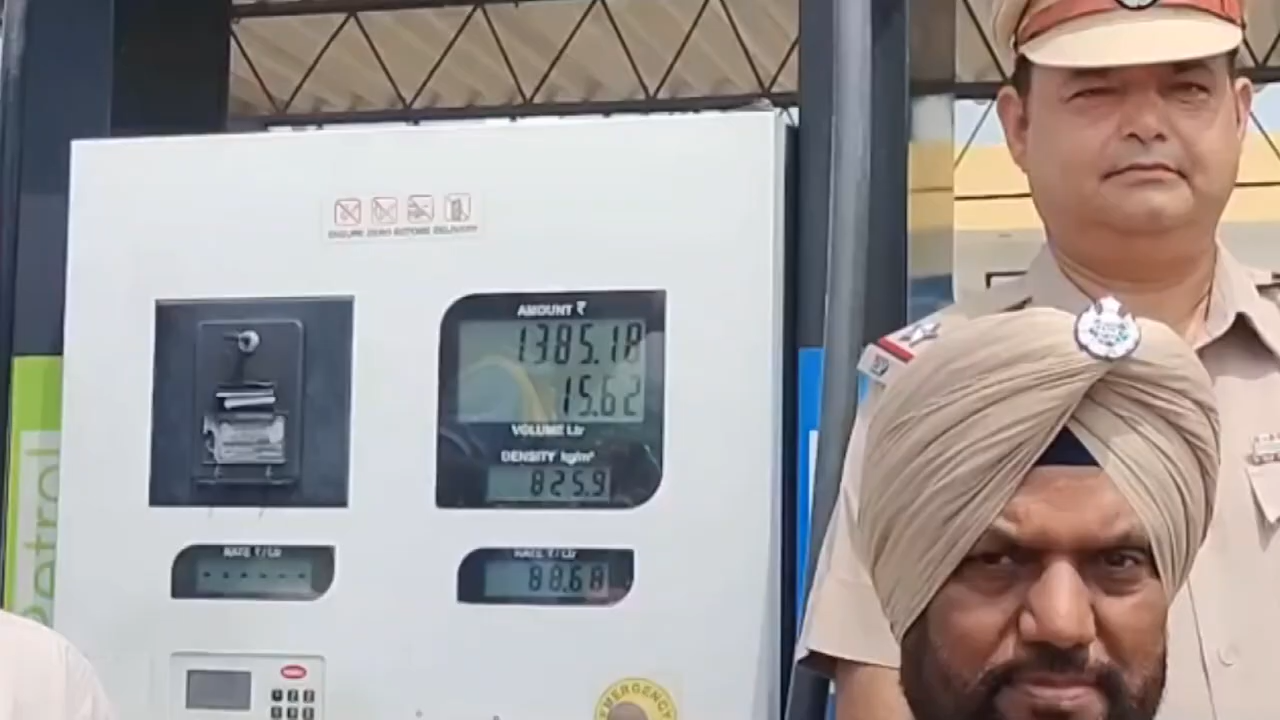 ENSURE ZERO BEFORE DELIVERY
AMOUNT ₹
1385.18
15.62
VOLUME Ltr
DENSITY kg/m³
825.9
RATE ₹/Ltr
------
RATE ₹/Ltr
88.68
Petrol
EMERGENCY